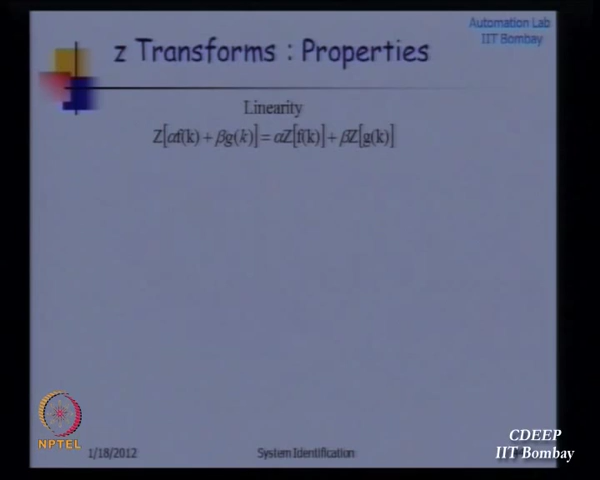 Automation Lab
IIT Bombay
z Transforms : Properties
Linearity
Z[αf(k) + βg(k)] = αZ[f(k)] + βZ[g(k)]
NPTEL
1/18/2012
System Identification
CDEEP
IIT Bombay